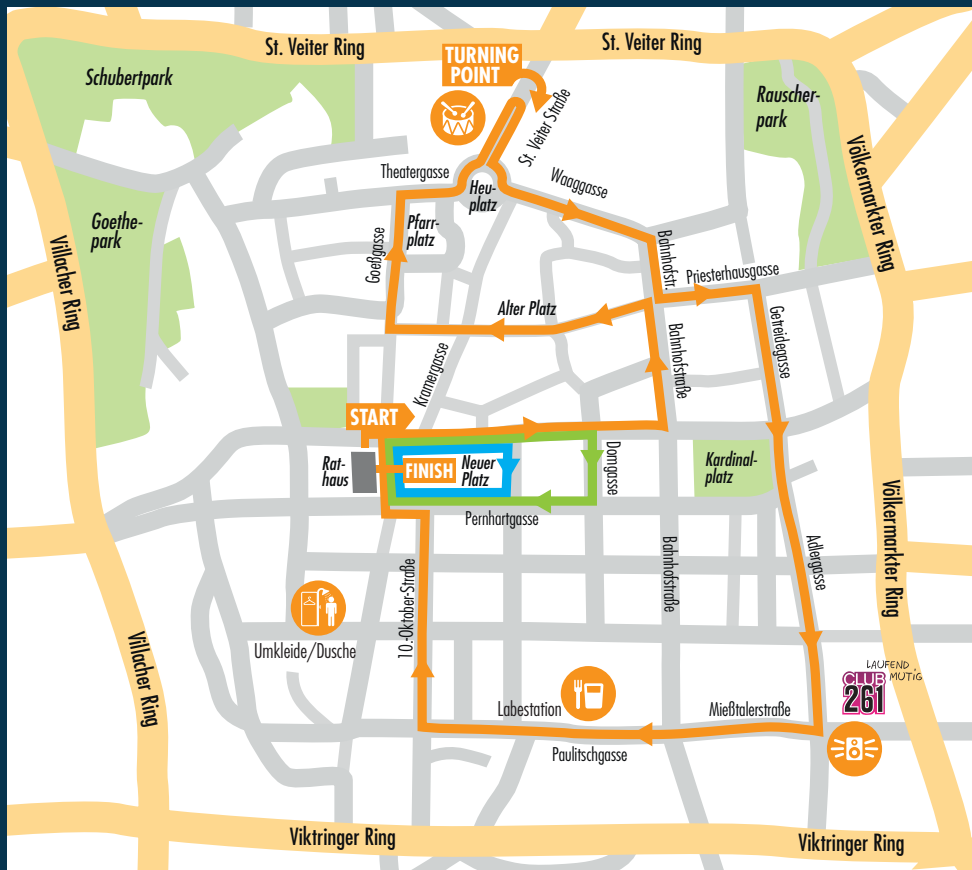 St. Veiter Ring
St. Veiter Ring
TURNING
POINT
Schubertpark
Rauscher-
park
St. Veiter Straße
Völkermarkter Ring
Theatergasse
Waaggasse
Heu-
platz
Goethe-
park
Pfarr-
platz
Goeßgasse
Villacher Ring
Bahnhofstr.
Priesterhausgasse
Alter Platz
Getreidegasse
Kramergasse
Bahnhofstraße
START
Rat-
haus
FINISH
Neuer
Platz
Domgasse
Kardinal-
platz
Pernhartgasse
Völkermarkter Ring
10.-Oktober-Straße
Bahnhofstraße
Adlergasse
Umkleide/Dusche
Villacher Ring
LAUFEND
MUTIG
CLUB
261
Labestation
Mießtalerstraße
Paulitschgasse
Viktringer Ring
Viktringer Ring